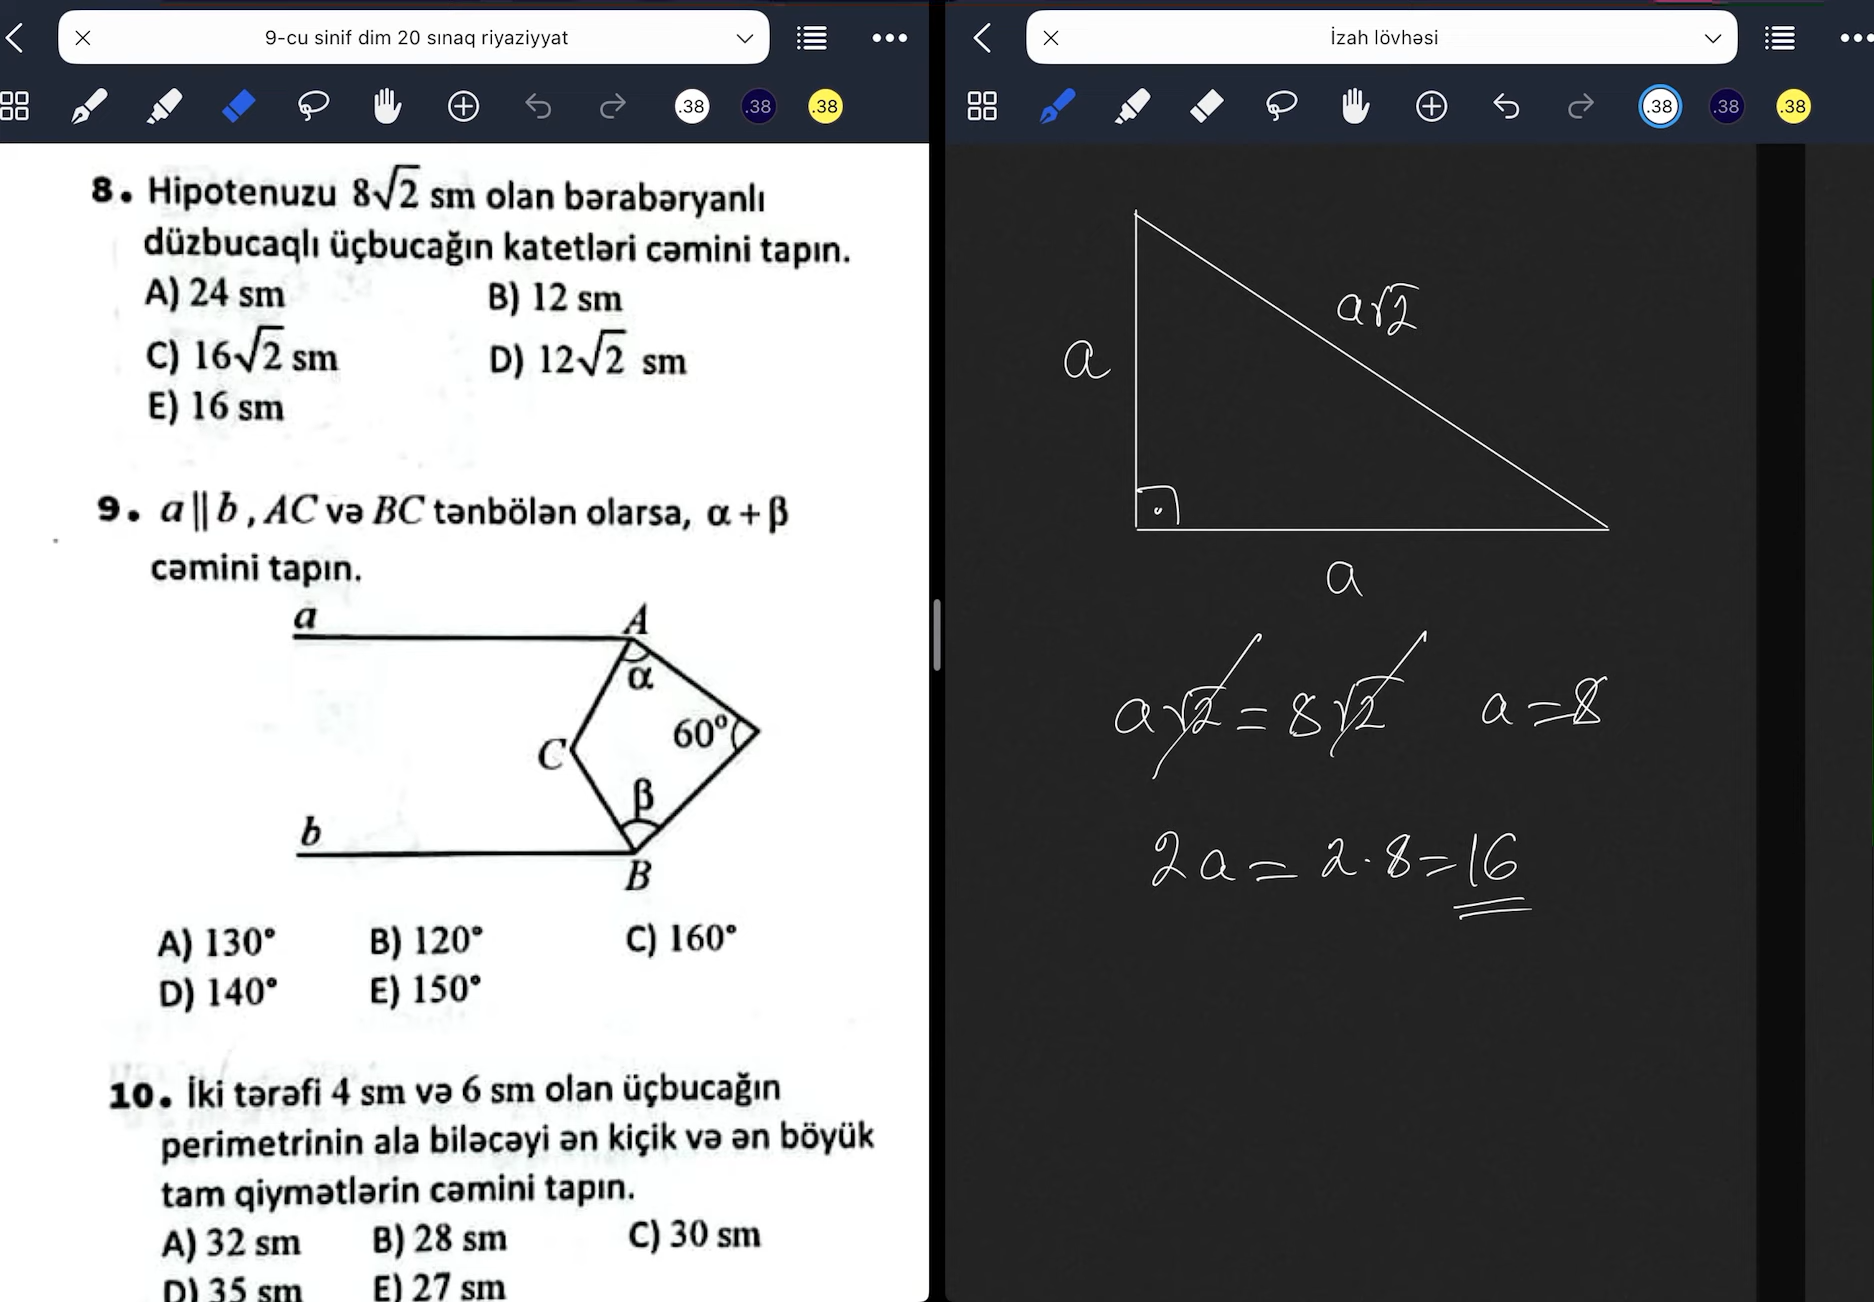 9-cu sinif dim 20 sınaq riyaziyyat
.38 .38 .38
8. Hipotenuzu 8√2 sm olan bərabəryanlı
düzbucaqlı üçbucağın katetləri cəmini tapın.
A) 24 sm B) 12 sm
C) 16√2 sm D) 12√2 sm
E) 16 sm
9. a || b, AC və BC tənbölən olarsa, α + β
cəmini tapın.
a A
α
60°
C
β
b
B
A) 130° B) 120° C) 160°
D) 140° E) 150°
10. İki tərəfi 4 sm və 6 sm olan üçbucağın
perimetrinin ala biləcəyi ən kiçik və ən böyük
tam qiymətlərin cəmini tapın.
A) 32 sm B) 28 sm C) 30 sm
D) 35 sm E) 27 sm
İzah lövhəsi
.38 .38 .38
a√2
a
a
a√2 = 8√2 a = 8
2a = 2 · 8 = 16